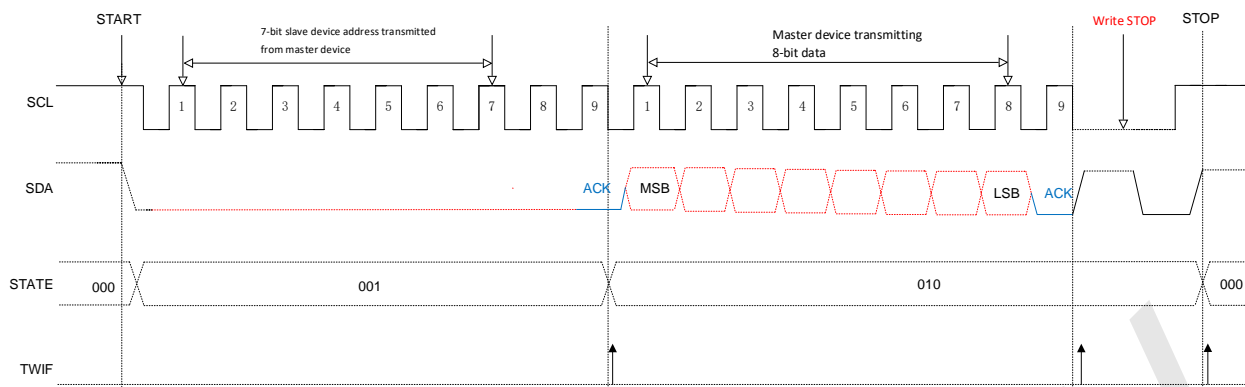 START
7-bit slave device address transmitted
from master device
Master device transmitting
8-bit data
Write STOP
STOP
SCL
1 2 3 4 5 6 7 8 9 1 2 3 4 5 6 7 8 9
SDA
ACK MSB LSB ACK
STATE
000 001 010 000
TWIF